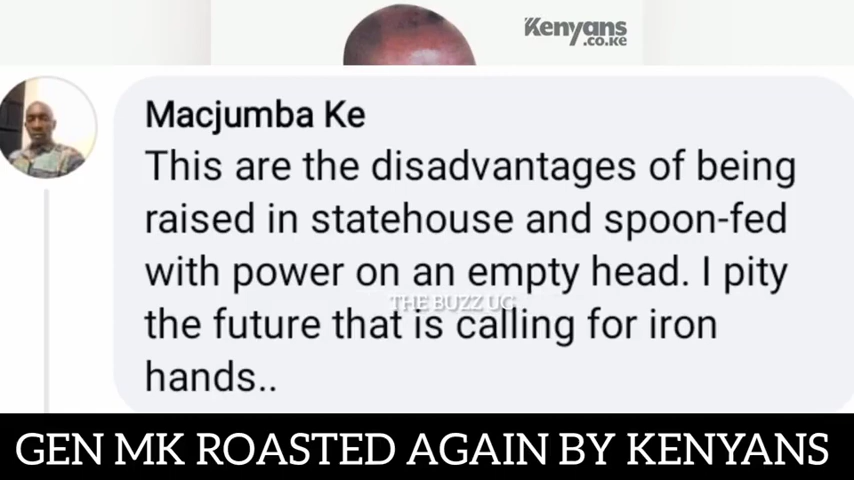 Kenyans
.co.ke
Macjumba Ke
This are the disadvantages of being
raised in statehouse and spoon-fed
with power on an empty head. I pity
THE BUZZ UG
the future that is calling for iron
hands..
GEN MK ROASTED AGAIN BY KENYANS